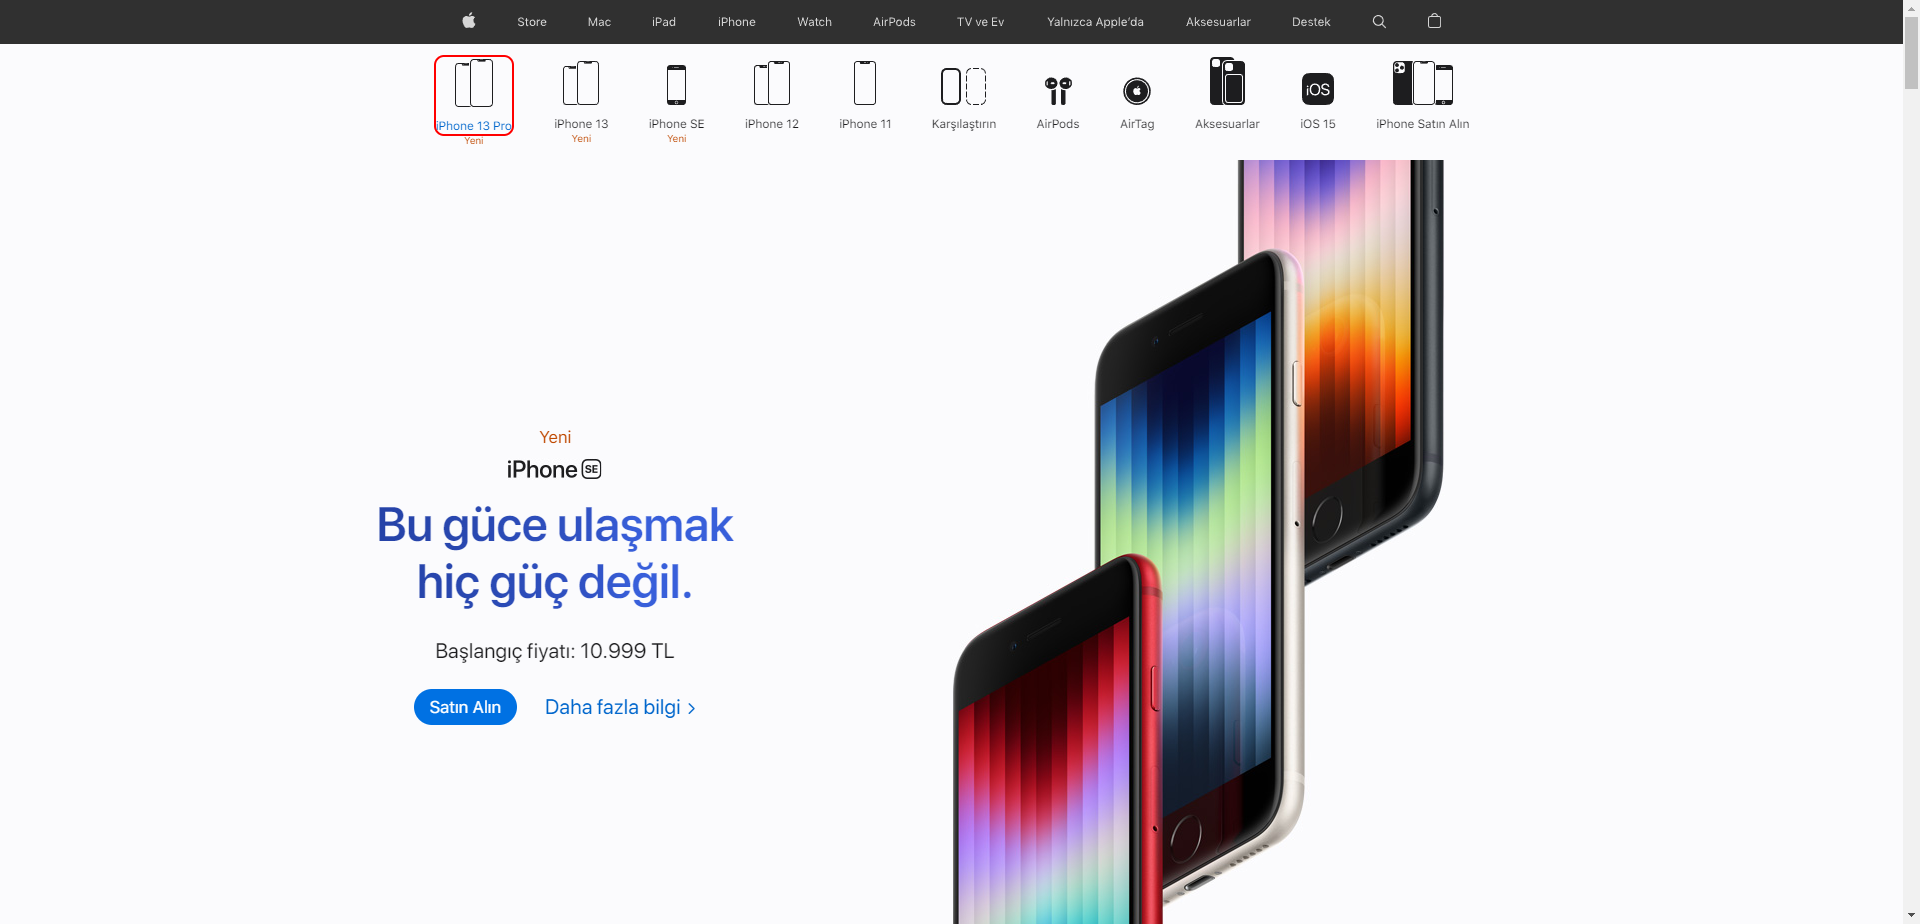 Store Mac iPad iPhone Watch AirPods TV ve Ev Yalnızca Apple'da Aksesuarlar Destek
iOS
iPhone 13 Pro iPhone 13 iPhone SE iPhone 12 iPhone 11 Karşılaştırın AirPods AirTag Aksesuarlar iOS 15 iPhone Satın Alın
Yeni Yeni Yeni
Yeni
iPhone SE
Bu güce ulaşmak
hiç güç değil.
Başlangıç fiyatı: 10.999 TL
Satın Alın Daha fazla bilgi >